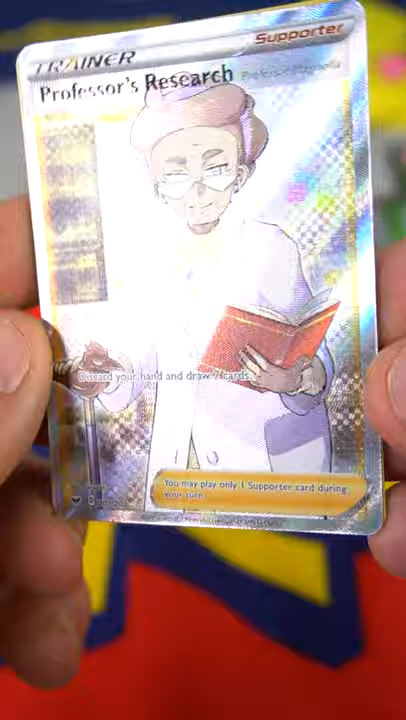 TRAINER
Supporter
Professor's Research
Professor Magnolia
Discard your hand and draw 7 cards.
You may play only 1 Supporter card during
your turn.